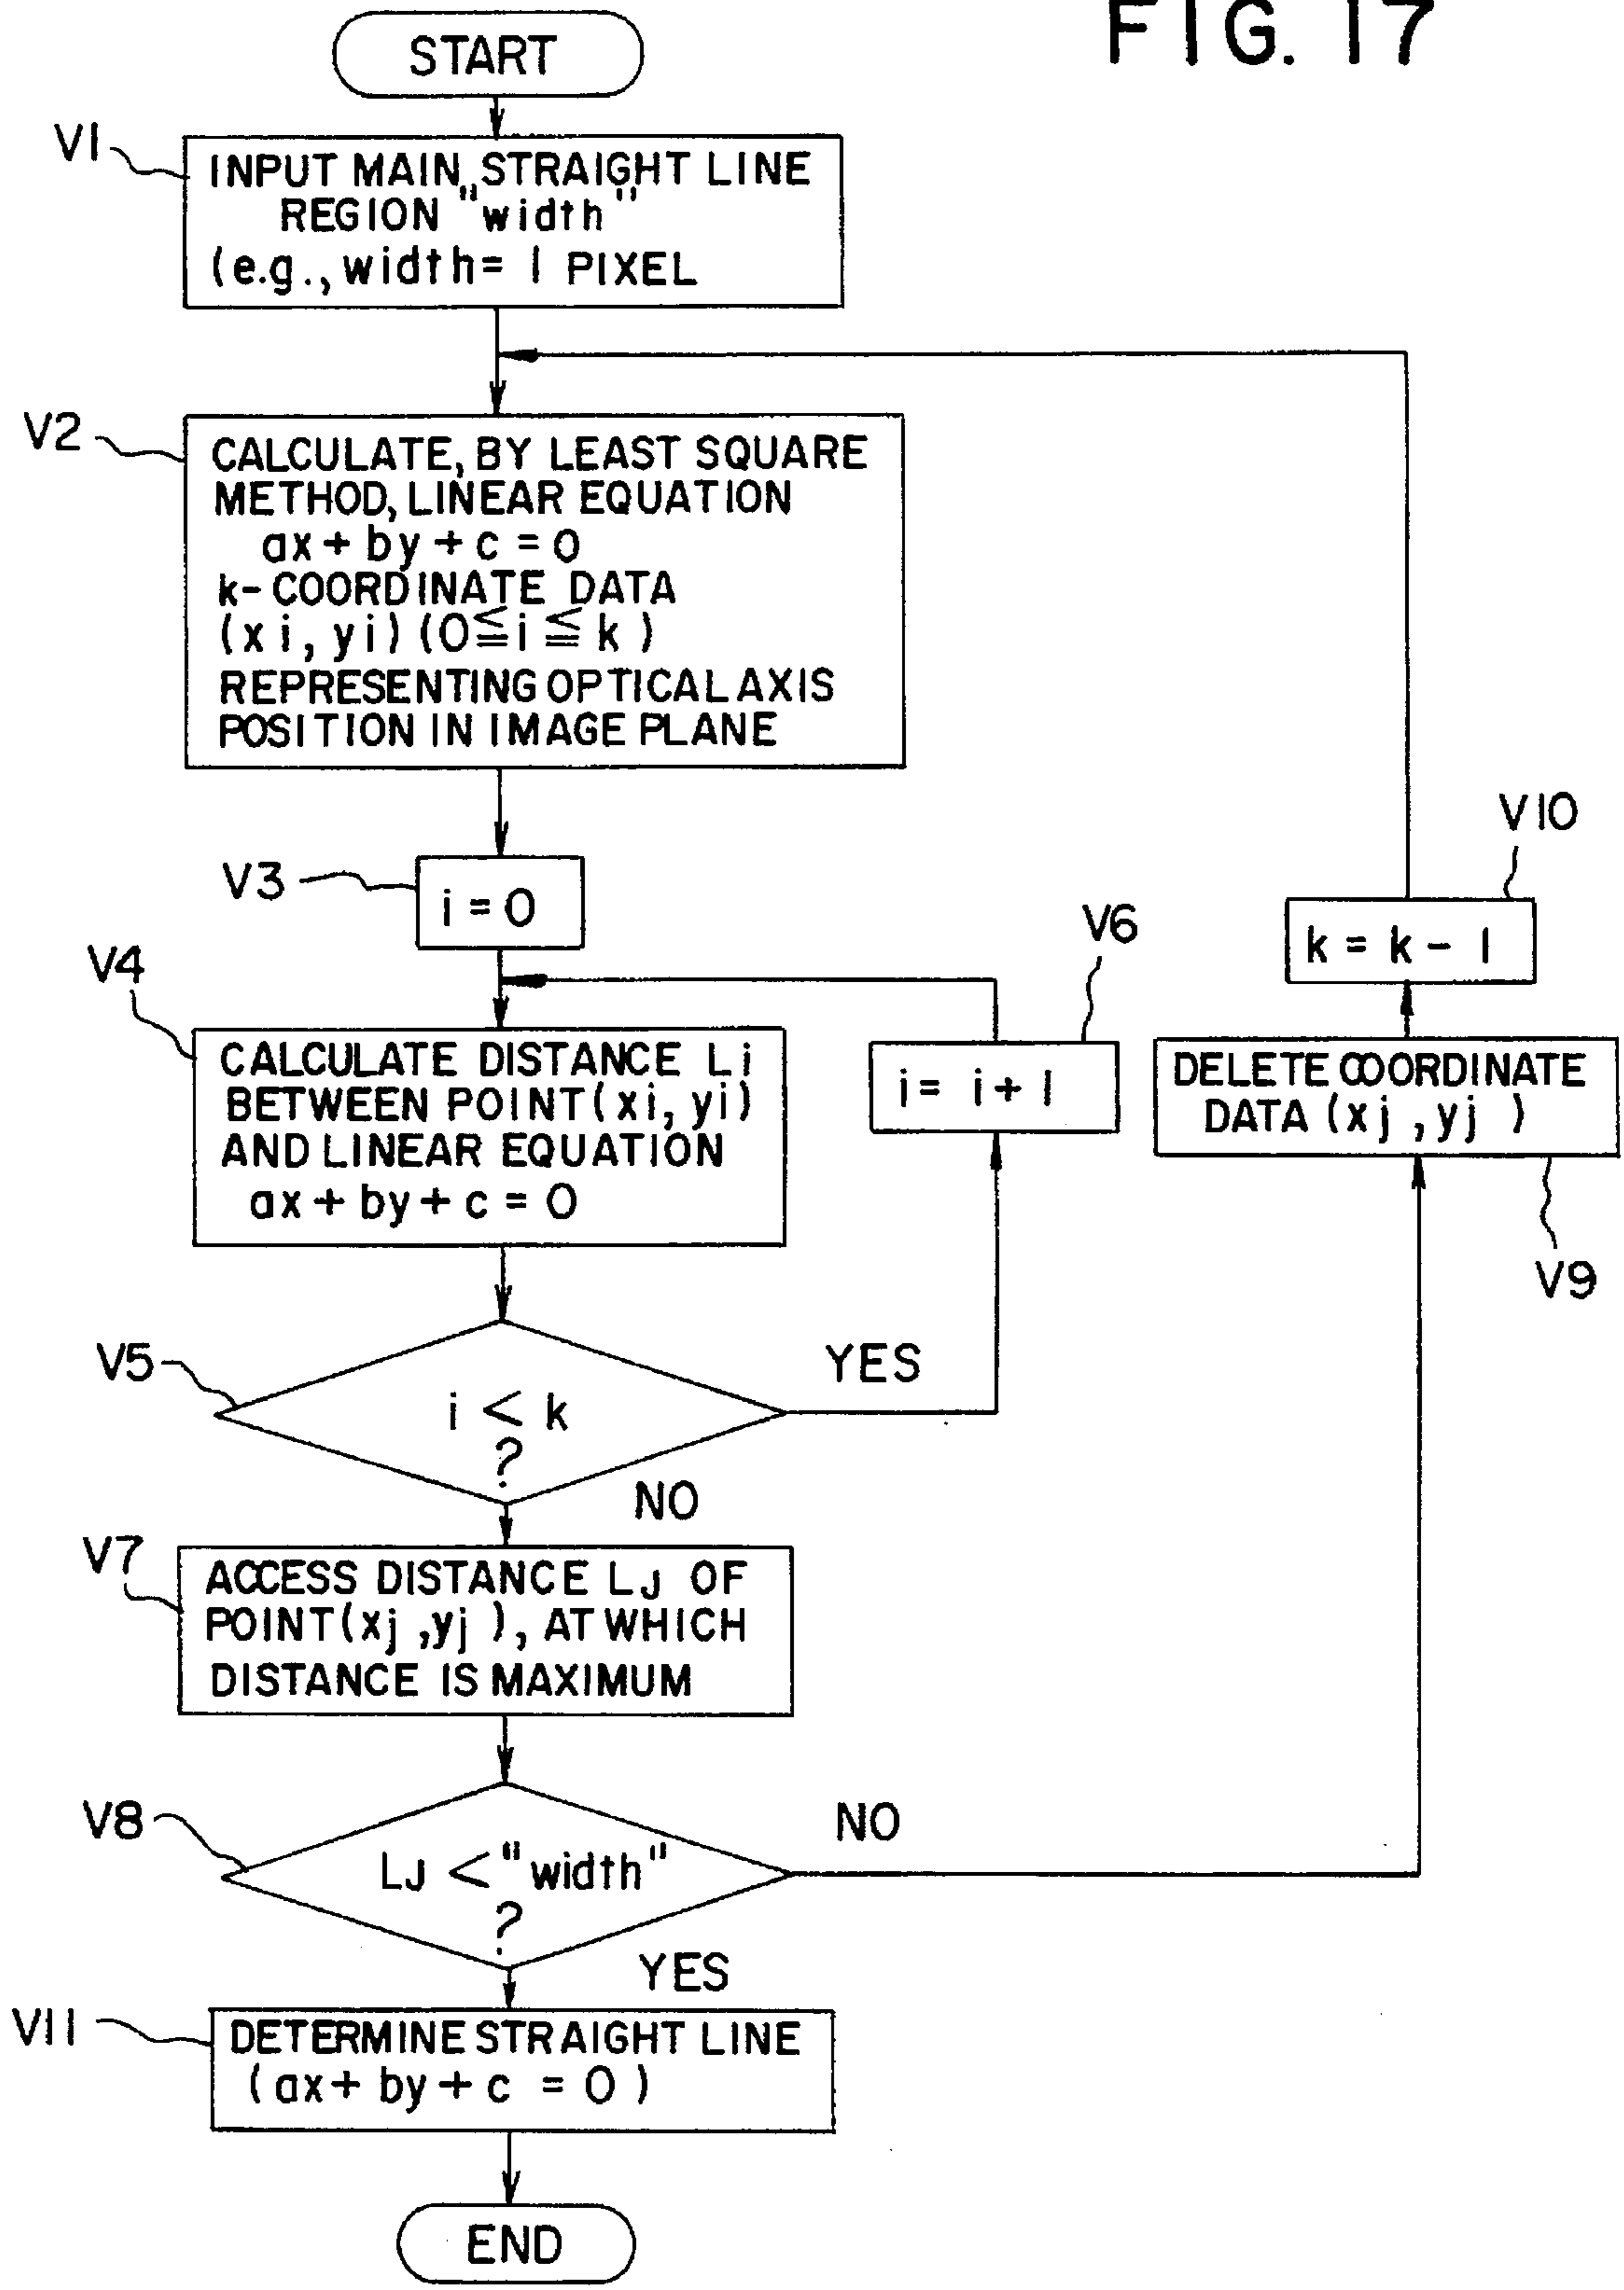 FIG. 17
START
V1
INPUT MAIN STRAIGHT LINE
REGION "width"
(e.g., width= 1 PIXEL
V2
CALCULATE, BY LEAST SQUARE
METHOD, LINEAR EQUATION
ax + by + c = 0
k-COORDINATE DATA
(xi, yi) (0≦i≦k)
REPRESENTING OPTICAL AXIS
POSITION IN IMAGE PLANE
V3
i = 0
V10
k = k - 1
V4
CALCULATE DISTANCE Li
BETWEEN POINT(xi, yi)
AND LINEAR EQUATION
ax + by + c = 0
V6
i = i + 1
DELETE COORDINATE
DATA (xj, yj)
V9
V5
i < k
?
YES
NO
V7
ACCESS DISTANCE LJ OF
POINT(xj, yj), AT WHICH
DISTANCE IS MAXIMUM
V8
LJ < "width"
?
NO
YES
V11
DETERMINE STRAIGHT LINE
(ax + by + c = 0)
END